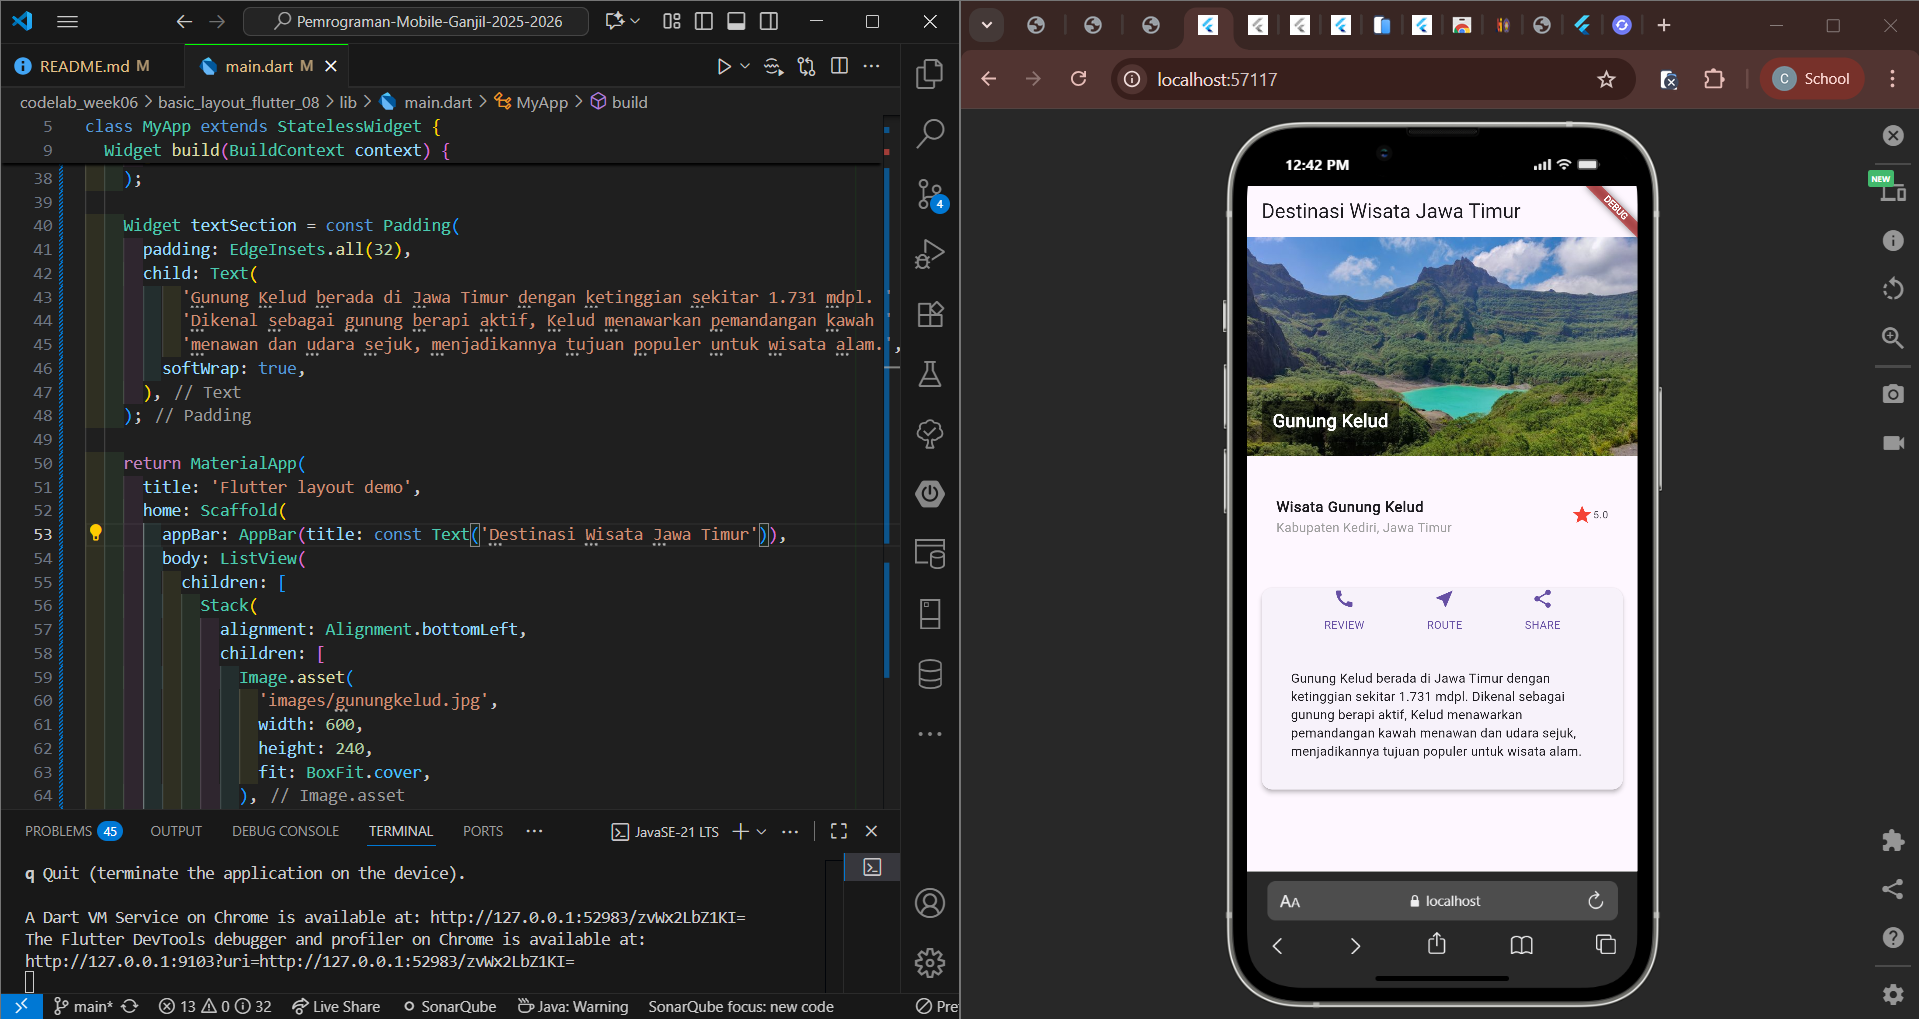 Pemrograman-Mobile-Ganjil-2025-2026
README.md M
main.dart M
codelab_week06 > basic_layout_flutter_08 > lib > main.dart > MyApp > build
5 class MyApp extends StatelessWidget {
9 Widget build(BuildContext context) {
38 );
39
40 Widget textSection = const Padding(
41 padding: EdgeInsets.all(32),
42 child: Text(
43 'Gunung Kelud berada di Jawa Timur dengan ketinggian sekitar 1.731 mdpl. '
44 'Dikenal sebagai gunung berapi aktif, Kelud menawarkan pemandangan kawah
45 'menawan dan udara sejuk, menjadikannya tujuan populer untuk wisata alam.',
46 softWrap: true,
47 ), // Text
48 ); // Padding
49
50 return MaterialApp(
51 title: 'Flutter layout demo',
52 home: Scaffold(
53 appBar: AppBar(title: const Text('Destinasi Wisata Jawa Timur')),
54 body: ListView(
55 children: [
56 Stack(
57 alignment: Alignment.bottomLeft,
58 children: [
59 Image.asset(
60 'images/gunungkelud.jpg',
61 width: 600,
62 height: 240,
63 fit: BoxFit.cover,
64 ), // Image.asset
4
PROBLEMS 45 OUTPUT DEBUG CONSOLE TERMINAL PORTS JavaSE-21 LTS
q Quit (terminate the application on the device).
A Dart VM Service on Chrome is available at: http://127.0.0.1:52983/zvWx2LbZ1KI=
The Flutter DevTools debugger and profiler on Chrome is available at:
http://127.0.0.1:9103?uri=http://127.0.0.1:52983/zvWx2LbZ1KI=
main* 13 0 32 Live Share SonarQube Java: Warning SonarQube focus: new code Pre
localhost:57117
C School
NEW
12:42 PM
Destinasi Wisata Jawa Timur
DEBUG
Gunung Kelud
Wisata Gunung Kelud
Kabupaten Kediri, Jawa Timur
5.0
REVIEW ROUTE SHARE
Gunung Kelud berada di Jawa Timur dengan
ketinggian sekitar 1.731 mdpl. Dikenal sebagai
gunung berapi aktif, Kelud menawarkan
pemandangan kawah menawan dan udara sejuk,
menjadikannya tujuan populer untuk wisata alam.
AA localhost